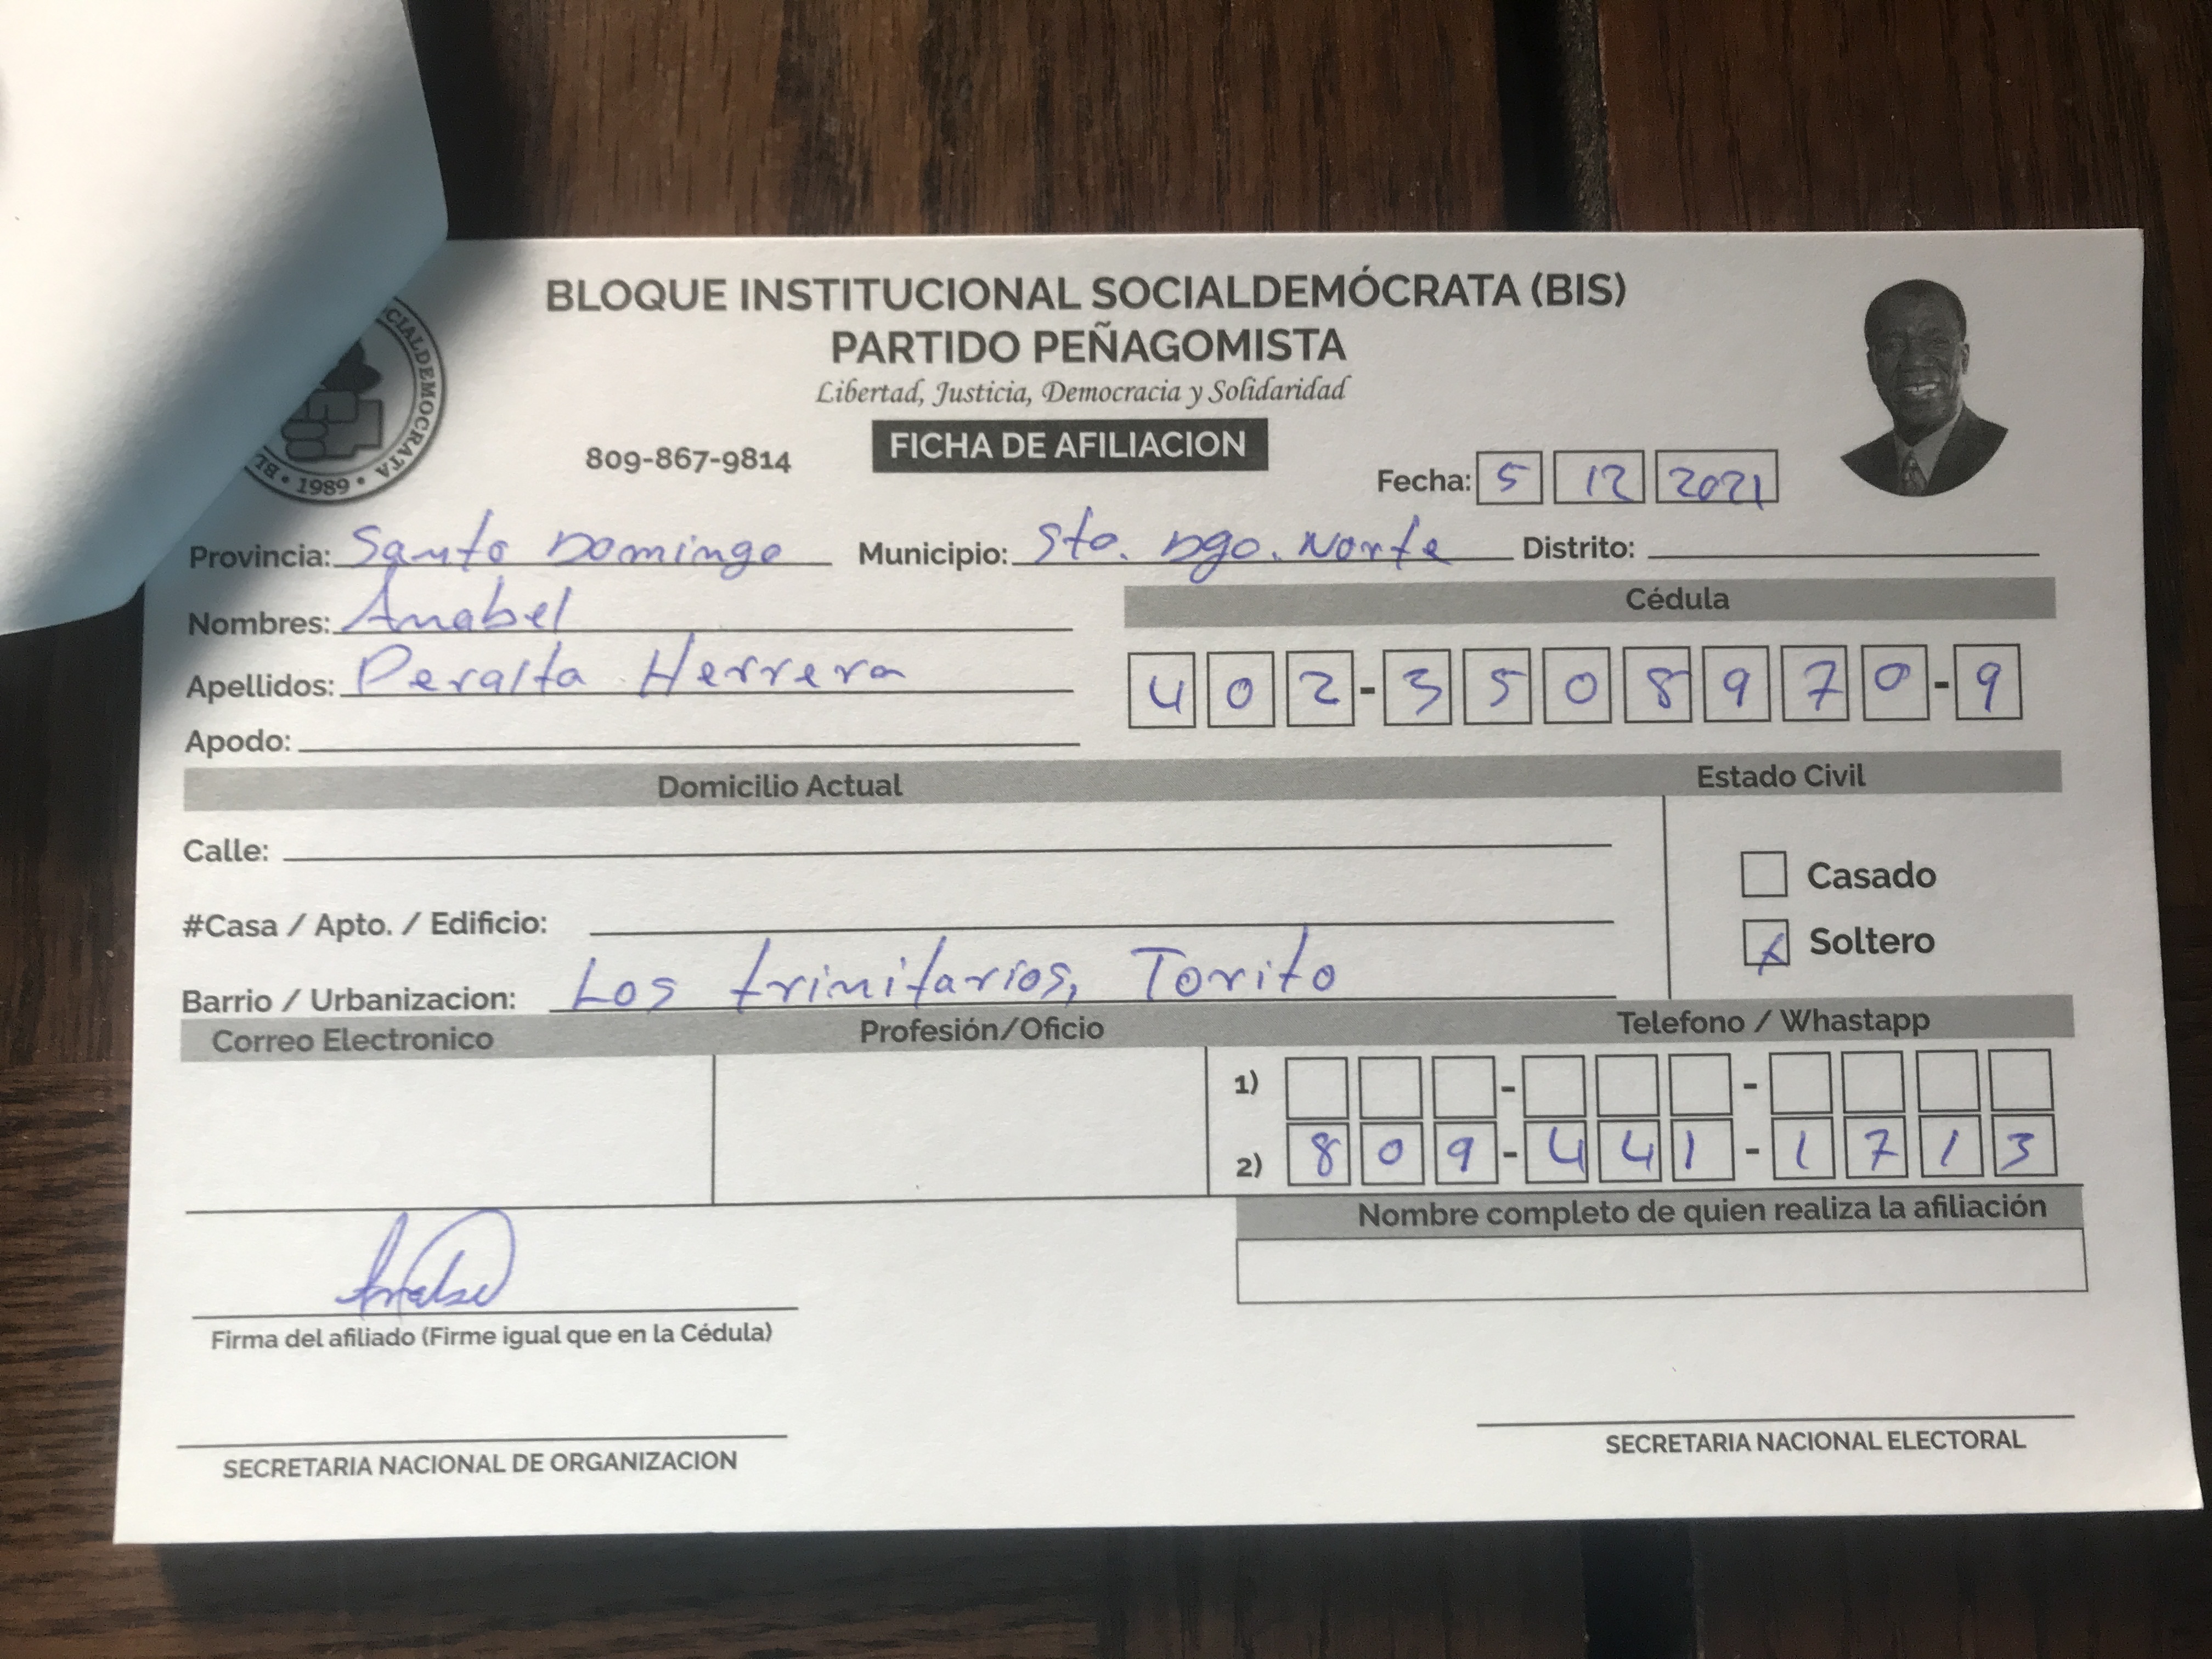 BLOQUE INSTITUCIONAL SOCIALDEMÓCRATA (BIS)
PARTIDO PEÑAGOMISTA
Libertad, Justicia, Democracia y Solidaridad
CIALDEMOCRATA • 1989 • BL
809-867-9814
FICHA DE AFILIACION
Fecha: 5 12 2021
Provincia: Santo Domingo Municipio: Sto. Dgo. Norte Distrito:
Nombres: Anabel
Cédula
Apellidos: Peralta Herrera
402-3508970-9
Apodo:
Domicilio Actual
Estado Civil
Calle:
Casado
#Casa / Apto. / Edificio:
X Soltero
Barrio / Urbanizacion: Los trinitarios, Torito
Correo Electronico Profesión/Oficio Telefono / Whastapp
1) - -
2) 809-441-1713
Nombre completo de quien realiza la afiliación
Anabel
Firma del afiliado (Firme igual que en la Cédula)
SECRETARIA NACIONAL DE ORGANIZACION
SECRETARIA NACIONAL ELECTORAL